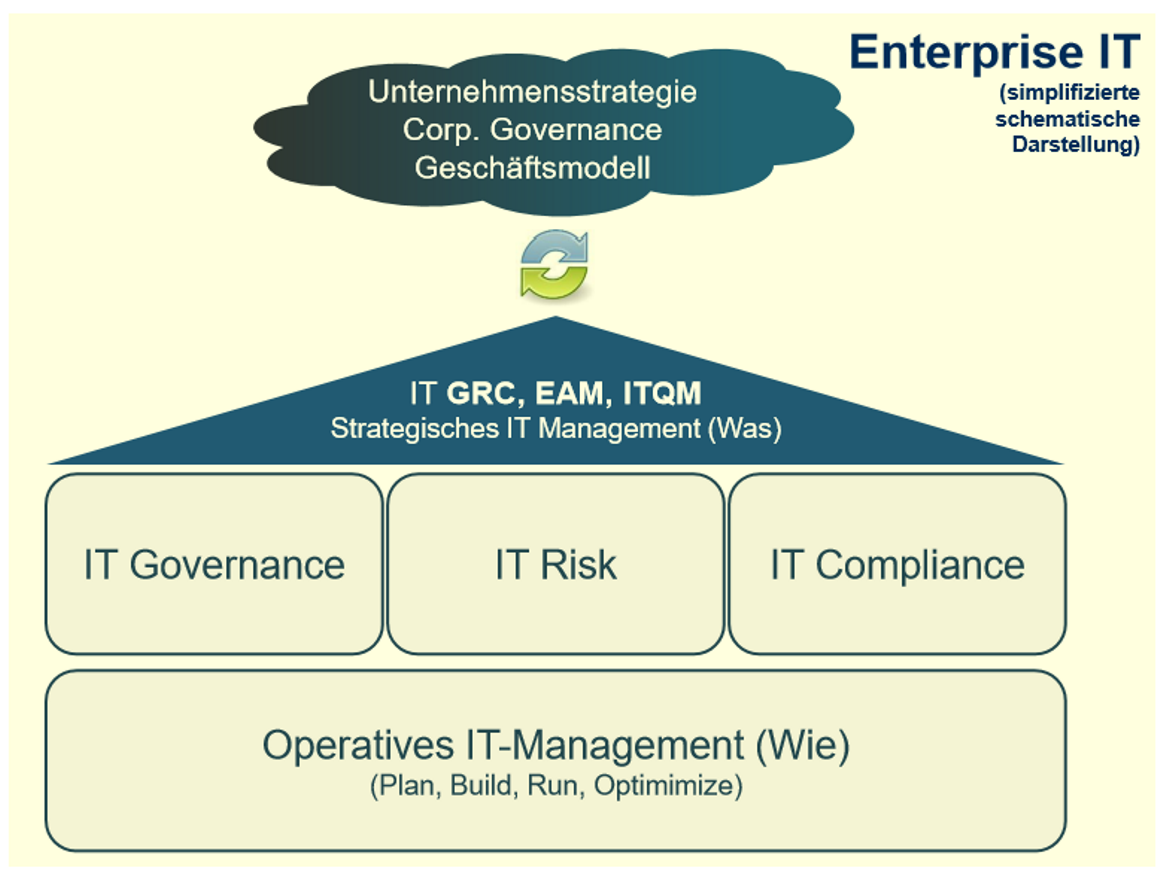 Enterprise IT
(simplifizierte
schematische
Darstellung)
Unternehmensstrategie
Corp. Governance
Geschäftsmodell
IT GRC, EAM, ITQM
Strategisches IT Management (Was)
IT Governance
IT Risk
IT Compliance
Operatives IT-Management (Wie)
(Plan, Build, Run, Optimimize)